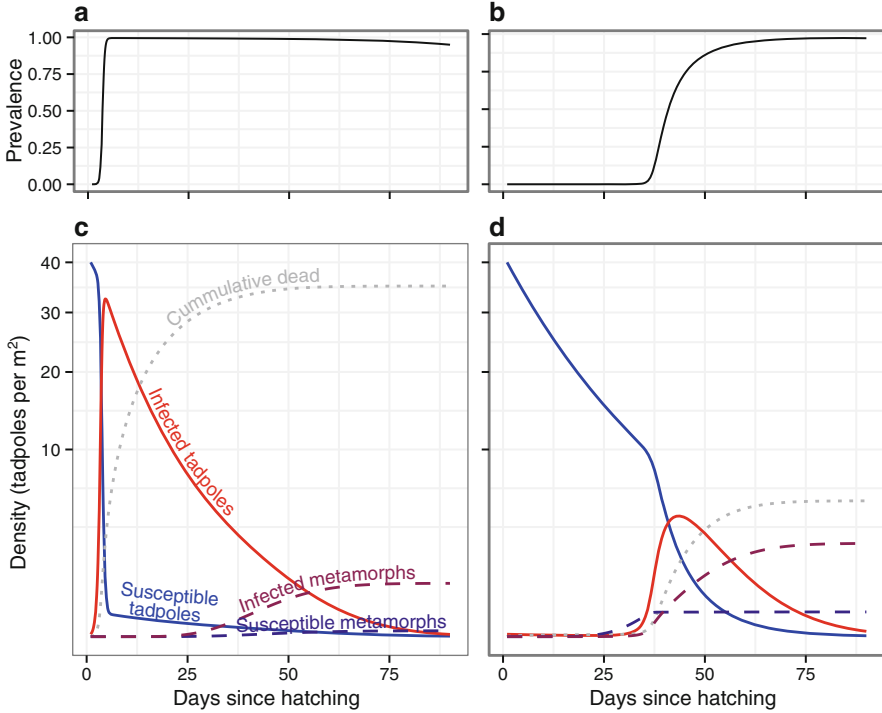 a
b
Prevalence
1.00
0.75
0.50
0.25
0.00
c
d
Density (tadpoles per m²)
40
30
20
10
Cummulative dead
Infected tadpoles
Susceptible
tadpoles
Infected metamorphs
Susceptible metamorphs
0
25
50
75
0
25
50
75
Days since hatching
Days since hatching